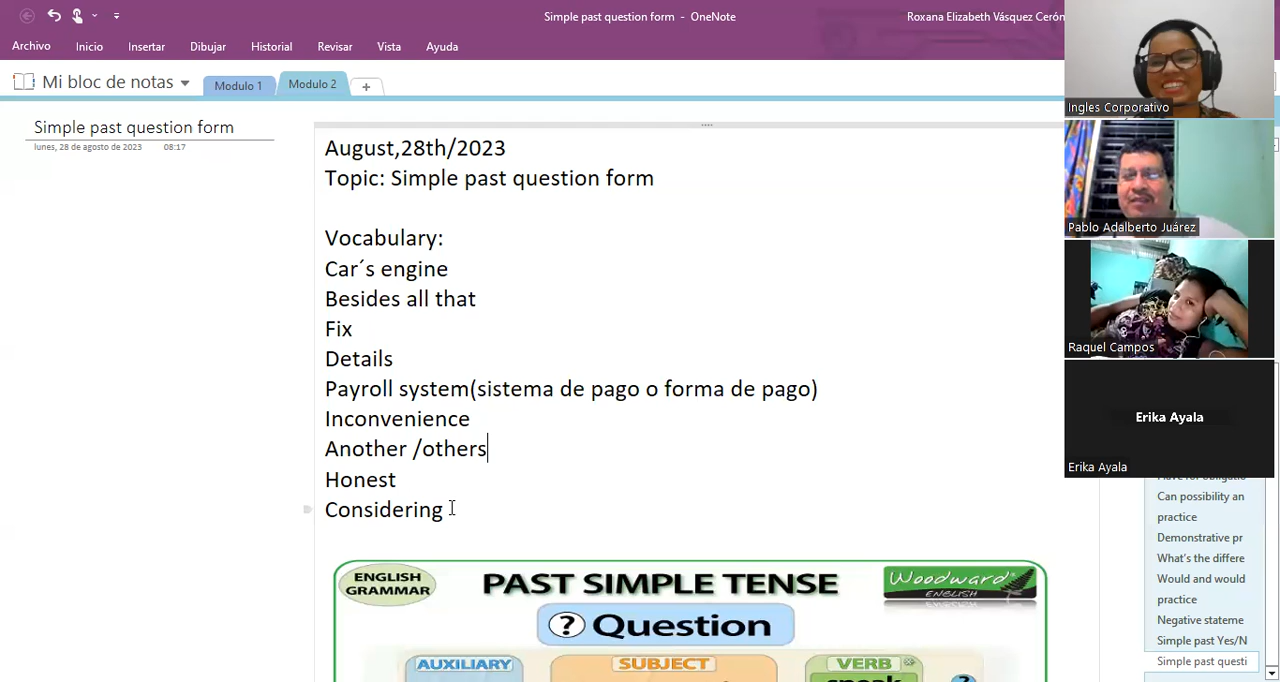 Simple past question form - OneNote
Roxana Elizabeth Vásquez Cerón
Archivo Inicio Insertar Dibujar Historial Revisar Vista Ayuda
Mi bloc de notas Modulo 1 Modulo 2 +
Simple past question form
lunes, 28 de agosto de 2023 08:17
August,28th/2023
Topic: Simple past question form
Vocabulary:
Car´s engine
Besides all that
Fix
Details
Payroll system(sistema de pago o forma de pago)
Inconvenience
Another /others
Honest
Considering
ENGLISH GRAMMAR
PAST SIMPLE TENSE
Woodward ENGLISH
? Question
AUXILIARY SUBJECT VERB
speak ?
Ingles Corporativo
Pablo Adalberto Juárez
Raquel Campos
Erika Ayala
Erika Ayala
Can possibility an
practice
Demonstrative pr
What's the differe
Would and would
practice
Negative stateme
Simple past Yes/N
Simple past questi